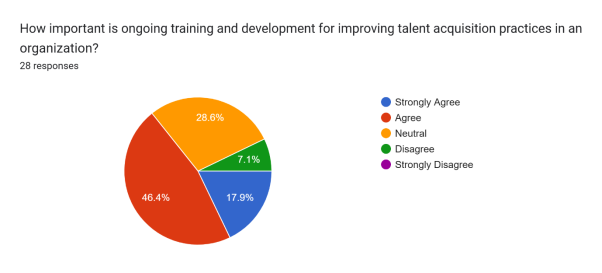 How important is ongoing training and development for improving talent acquisition practices in an
organization?
28 responses
Strongly Agree
Agree
Neutral
Disagree
Strongly Disagree
28.6%
7.1%
46.4%
17.9%